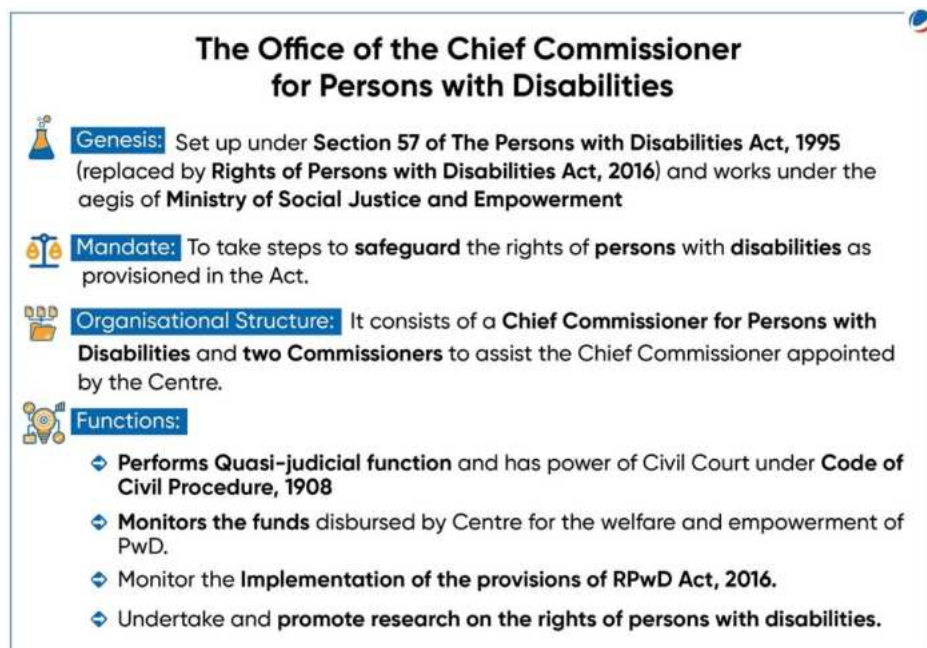 The Office of the Chief Commissioner
for Persons with Disabilities
Genesis: Set up under Section 57 of The Persons with Disabilities Act, 1995
(replaced by Rights of Persons with Disabilities Act, 2016) and works under the
aegis of Ministry of Social Justice and Empowerment
Mandate: To take steps to safeguard the rights of persons with disabilities as
provisioned in the Act.
Organisational Structure: It consists of a Chief Commissioner for Persons with
Disabilities and two Commissioners to assist the Chief Commissioner appointed
by the Centre.
Functions:
Performs Quasi-judicial function and has power of Civil Court under Code of
Civil Procedure, 1908
Monitors the funds disbursed by Centre for the welfare and empowerment of
PwD.
Monitor the Implementation of the provisions of RPwD Act, 2016.
Undertake and promote research on the rights of persons with disabilities.